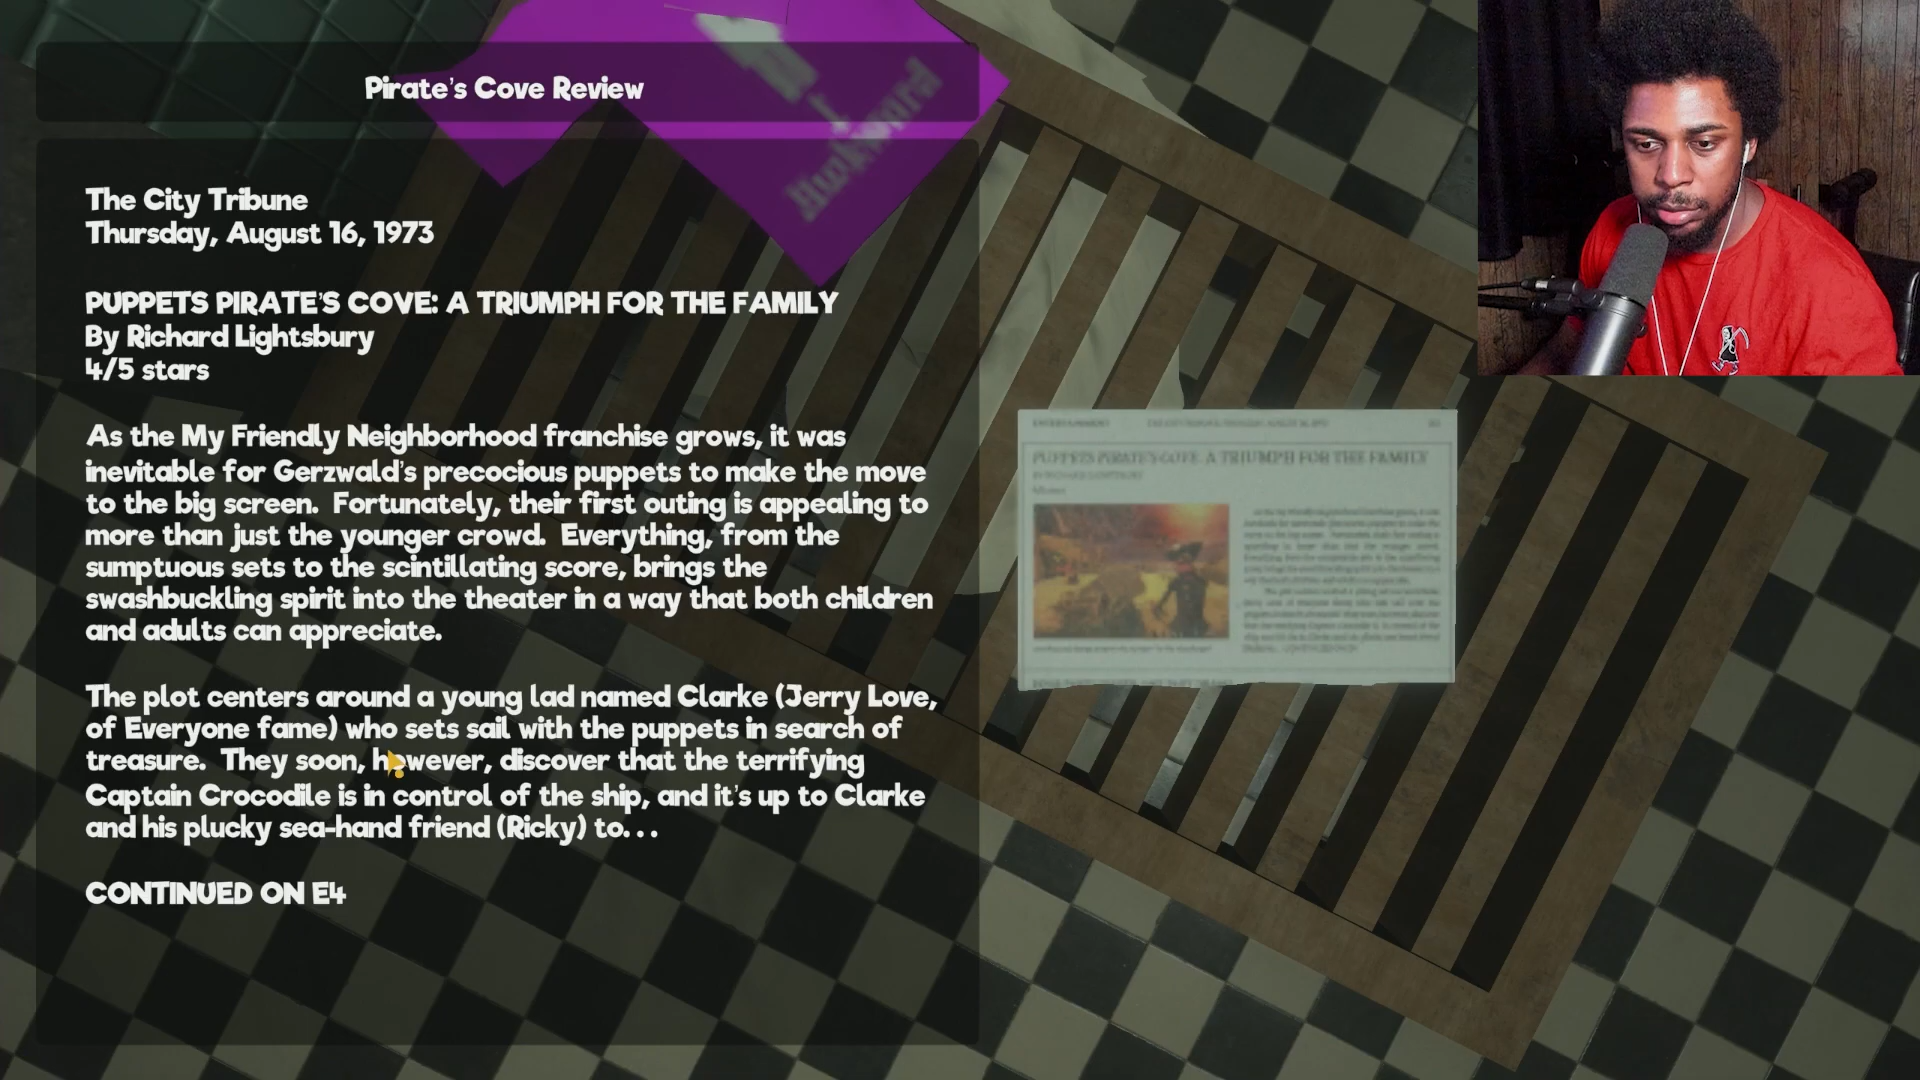 Pirate's Cove Review
The City Tribune
Thursday, August 16, 1973
PUPPETS PIRATE'S COVE: A TRIUMPH FOR THE FAMILY
By Richard Lightsbury
4/5 stars
As the My Friendly Neighborhood franchise grows, it was
inevitable for Gerzwald's precocious puppets to make the move
to the big screen.  Fortunately, their first outing is appealing to
more than just the younger crowd.  Everything, from the
sumptuous sets to the scintillating score, brings the
swashbuckling spirit into the theater in a way that both children
and adults can appreciate.
The plot centers around a young lad named Clarke (Jerry Love,
of Everyone fame) who sets sail with the puppets in search of
treasure.  They soon, however, discover that the terrifying
Captain Crocodile is in control of the ship, and it's up to Clarke
and his plucky sea-hand friend (Ricky) to. . .
CONTINUED ON E4
Awkward
PUPPETS PIRATE'S COVE: A TRIUMPH FOR THE FAMILY